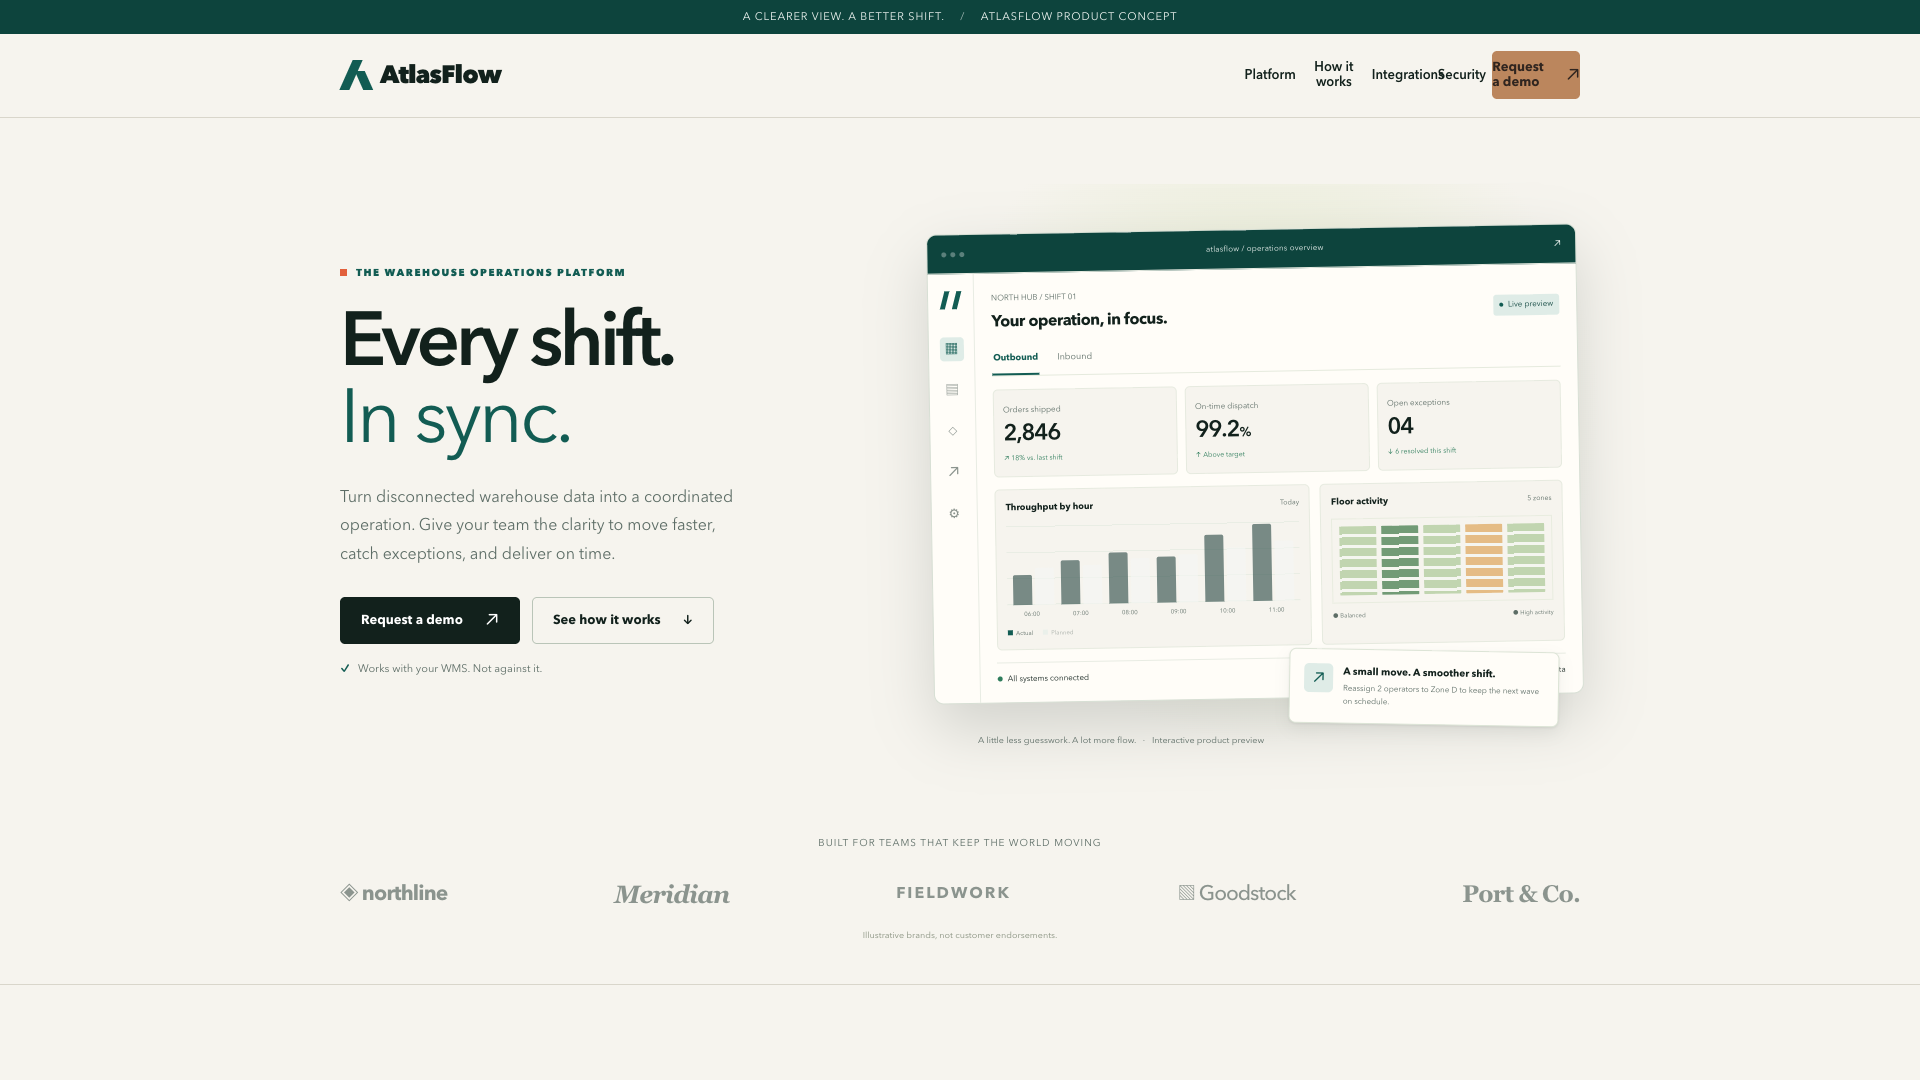 A CLEARER VIEW. A BETTER SHIFT. / ATLASFLOW PRODUCT CONCEPT
AtlasFlow
Platform
How it works
Integrations
Security
Request a demo
THE WAREHOUSE OPERATIONS PLATFORM
Every shift.
In sync.
Turn disconnected warehouse data into a coordinated
operation. Give your team the clarity to move faster,
catch exceptions, and deliver on time.
Request a demo
See how it works
Works with your WMS. Not against it.
atlasflow / operations overview
NORTH HUB / SHIFT 01
Live preview
Your operation, in focus.
Outbound Inbound
Orders shipped
2,846
18% vs. last shift
On-time dispatch
99.2%
Above target
Open exceptions
04
6 resolved this shift
Throughput by hour
Today
06:00 07:00 08:00 09:00 10:00 11:00
Actual Planned
Floor activity
5 zones
Balanced
High activity
All systems connected
ta
A small move. A smoother shift.
Reassign 2 operators to Zone D to keep the next wave
on schedule.
A little less guesswork. A lot more flow. · Interactive product preview
BUILT FOR TEAMS THAT KEEP THE WORLD MOVING
northline
Meridian
FIELDWORK
Goodstock
Port & Co.
Illustrative brands, not customer endorsements.